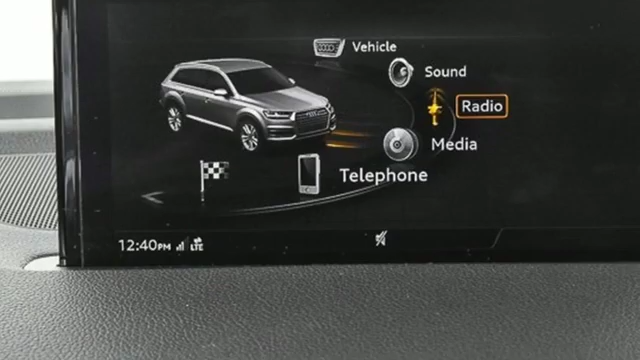 Vehicle
Sound
Radio
Media
Telephone
12:40PM LTE